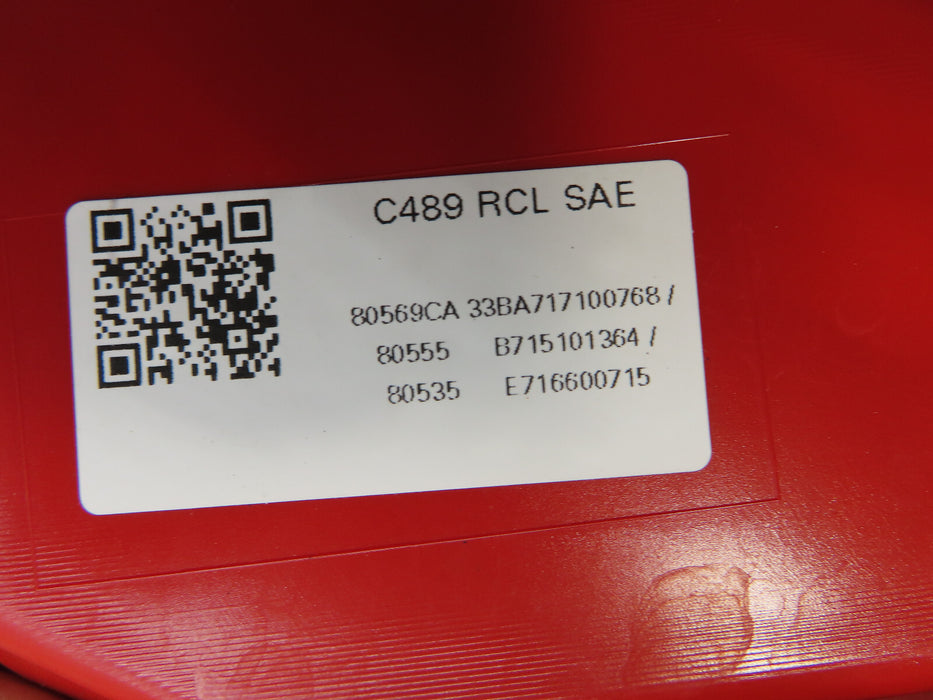 C489 RCL SAE
80569CA 33BA717100768 /
80555 B715101364 /
80535 E716600715